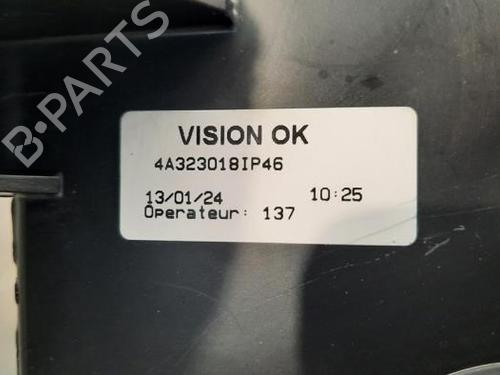 B-PARTS
VISION OK
4A323018IP46
13/01/24 10:25
Operateur: 137